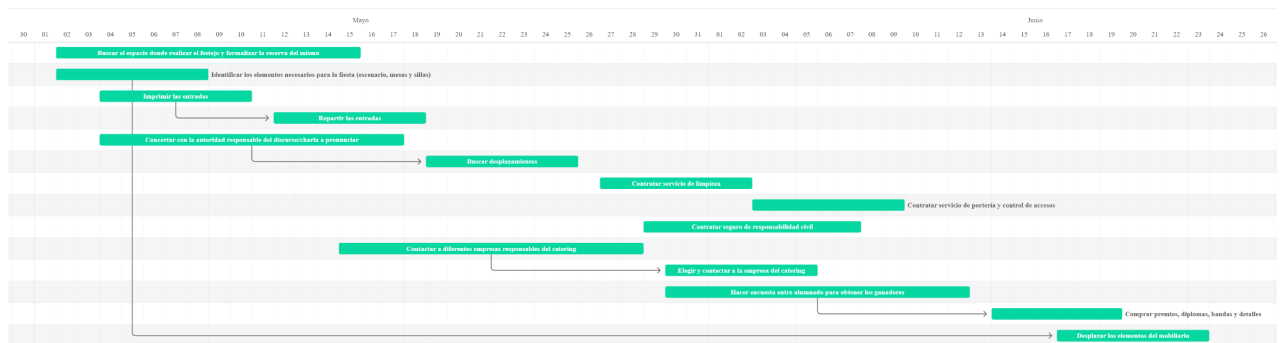 Mayo Junio
30 01 02 03 04 05 06 07 08 09 10 11 12 13 14 15 16 17 18 19 20 21 22 23 24 25 26 27 28 29 30 31 01 02 03 04 05 06 07 08 09 10 11 12 13 14 15 16 17 18 19 20 21 22 23 24 25 26
Buscar el espacio donde realizar el festejo y formalizar la reserva del mismo
Identificar los elementos necesarios para la fiesta (escenario, mesas y sillas)
Imprimir las entradas
Repartir las entradas
Concertar con la autoridad responsable del discurso/charla a pronunciar
Buscar desplazamientos
Contratar servicio de limpieza
Contratar servicio de portería y control de accesos
Contratar seguro de responsabilidad civil
Contactar a diferentes empresas responsables del catering
Elegir y contactar a la empresa del catering
Hacer encuesta entre alumnado para obtener los ganadores
Comprar premios, diplomas, bandas y detalles
Desplazar los elementos del mobiliario